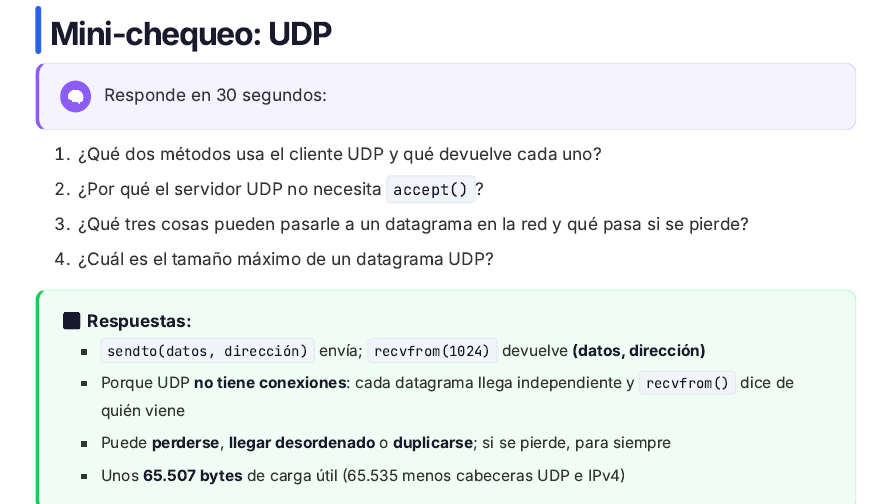 Mini-chequeo: UDP
Responde en 30 segundos:
1. ¿Qué dos métodos usa el cliente UDP y qué devuelve cada uno?
2. ¿Por qué el servidor UDP no necesita accept()?
3. ¿Qué tres cosas pueden pasarle a un datagrama en la red y qué pasa si se pierde?
4. ¿Cuál es el tamaño máximo de un datagrama UDP?
Respuestas:
▪ sendto(datos, dirección) envía; recvfrom(1024) devuelve (datos, dirección)
▪ Porque UDP no tiene conexiones: cada datagrama llega independiente y recvfrom() dice de
quién viene
▪ Puede perderse, llegar desordenado o duplicarse; si se pierde, para siempre
▪ Unos 65.507 bytes de carga útil (65.535 menos cabeceras UDP e IPv4)